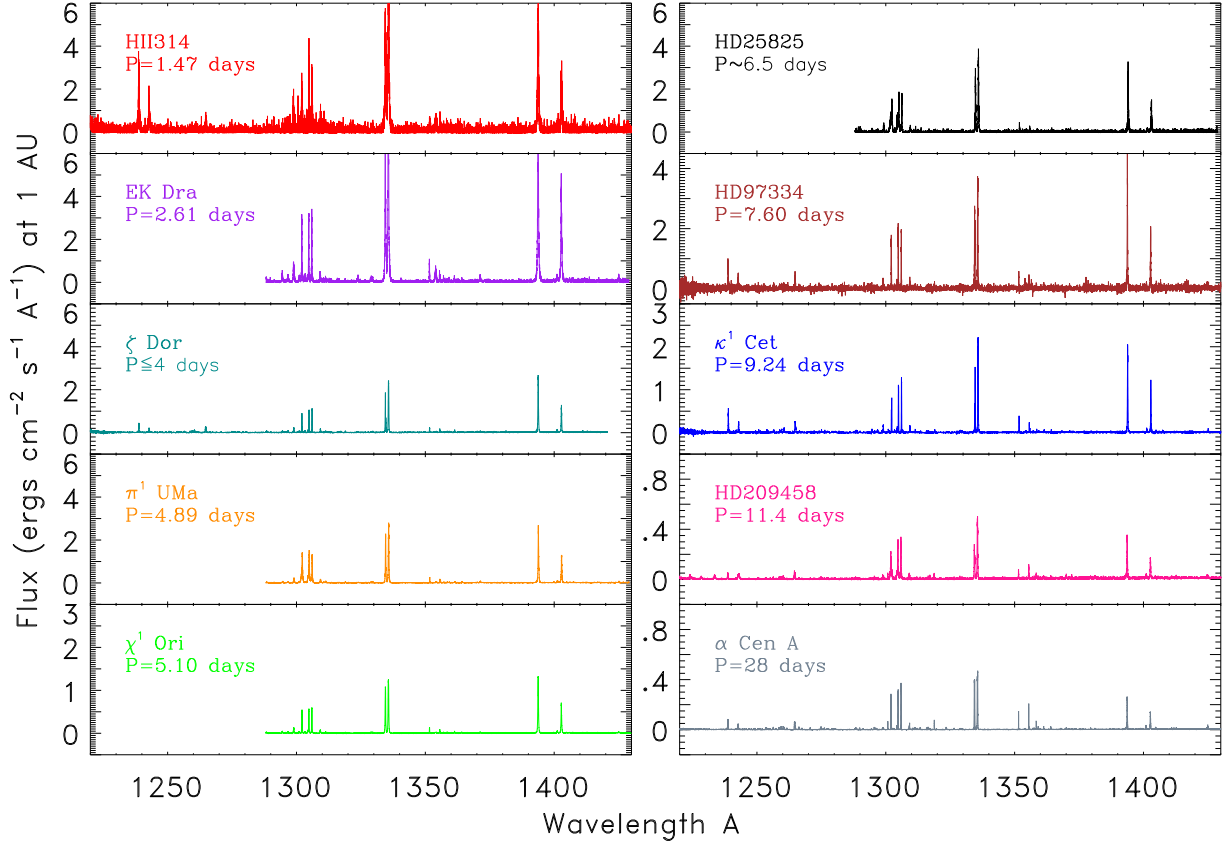 Flux (ergs cm−2 s−1 A−1) at 1 AU
6
4
2
0
HII314
P=1.47 days
6
4
2
0
EK Dra
P=2.61 days
6
4
2
0
ζ Dor
P≦4 days
6
4
2
0
π1 UMa
P=4.89 days
3
2
1
0
χ1 Ori
P=5.10 days
1250 1300 1350 1400
6
4
2
0
HD25825
P~6.5 days
4
2
0
HD97334
P=7.60 days
3
2
1
0
κ1 Cet
P=9.24 days
.8
.4
0
HD209458
P=11.4 days
.8
.4
0
α Cen A
P=28 days
1250 1300 1350 1400
Wavelength A